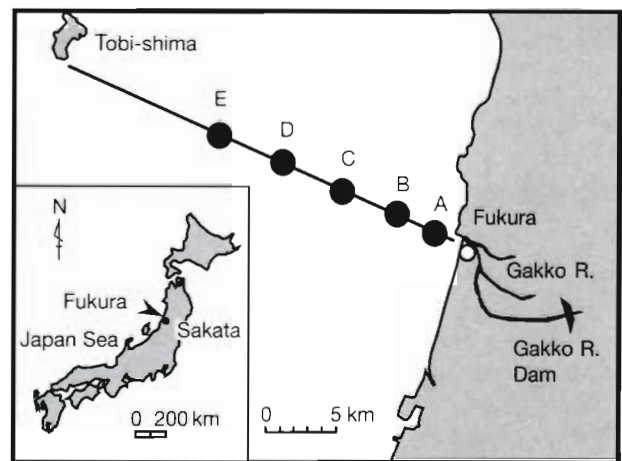 Tobi-shima
E
D
C
B
A
Fukura
Gakko R.
Gakko R.
Dam
N
Fukura
Japan Sea
Sakata
0 200 km
0 5 km